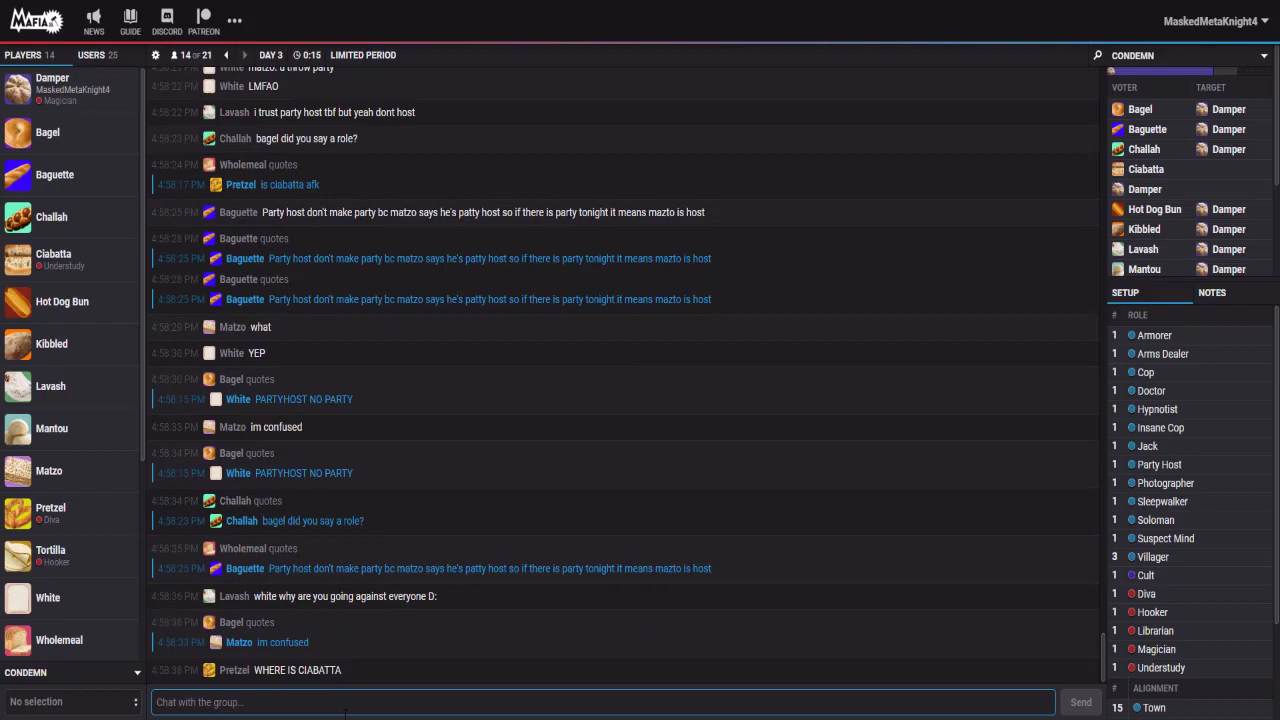 MAFIA.GG
NEWS
GUIDE
DISCORD
PATREON
MaskedMetaKnight4
PLAYERS 14
USERS 25
14 OF 21
DAY 3
0:15
LIMITED PERIOD
CONDEMN
Damper
MaskedMetaKnight4
Magician
Bagel
Baguette
Challah
Ciabatta
Understudy
Hot Dog Bun
Kibbled
Lavash
Mantou
Matzo
Pretzel
Diva
Tortilla
Hooker
White
Wholemeal
CONDEMN
No selection
4:58:21 PM White matzo: u throw party
4:58:22 PM White LMFAO
4:58:22 PM Lavash i trust party host tbf but yeah dont host
4:58:23 PM Challah bagel did you say a role?
4:58:24 PM Wholemeal quotes
4:58:17 PM Pretzel is ciabatta afk
4:58:25 PM Baguette Party host don't make party bc matzo says he's patty host so if there is party tonight it means mazto is host
4:58:28 PM Baguette quotes
4:58:25 PM Baguette Party host don't make party bc matzo says he's patty host so if there is party tonight it means mazto is host
4:58:28 PM Baguette quotes
4:58:25 PM Baguette Party host don't make party bc matzo says he's patty host so if there is party tonight it means mazto is host
4:58:29 PM Matzo what
4:58:30 PM White YEP
4:58:30 PM Bagel quotes
4:58:15 PM White PARTYHOST NO PARTY
4:58:33 PM Matzo im confused
4:58:34 PM Bagel quotes
4:58:15 PM White PARTYHOST NO PARTY
4:58:34 PM Challah quotes
4:58:23 PM Challah bagel did you say a role?
4:58:35 PM Wholemeal quotes
4:58:25 PM Baguette Party host don't make party bc matzo says he's patty host so if there is party tonight it means mazto is host
4:58:36 PM Lavash white why are you going against everyone D:
4:58:36 PM Bagel quotes
4:58:33 PM Matzo im confused
4:58:38 PM Pretzel WHERE IS CIABATTA
Chat with the group...
Send
VOTER TARGET
Bagel Damper
Baguette Damper
Challah Damper
Ciabatta
Damper
Hot Dog Bun Damper
Kibbled Damper
Lavash Damper
Mantou Damper
SETUP NOTES
# ROLE
1 Armorer
1 Arms Dealer
1 Cop
1 Doctor
1 Hypnotist
1 Insane Cop
1 Jack
1 Party Host
1 Photographer
1 Sleepwalker
1 Soloman
1 Suspect Mind
3 Villager
1 Cult
1 Diva
1 Hooker
1 Librarian
1 Magician
1 Understudy
# ALIGNMENT
15 Town